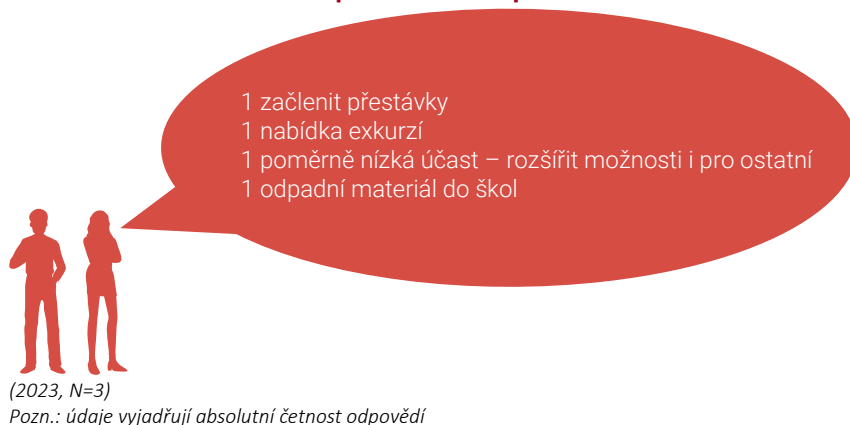 1 začlenit přestávky
1 nabídka exkurzí
1 poměrně nízká účast – rozšířit možnosti i pro ostatní
1 odpadní materiál do škol
(2023, N=3)
Pozn.: údaje vyjadřují absolutní četnost odpovědí